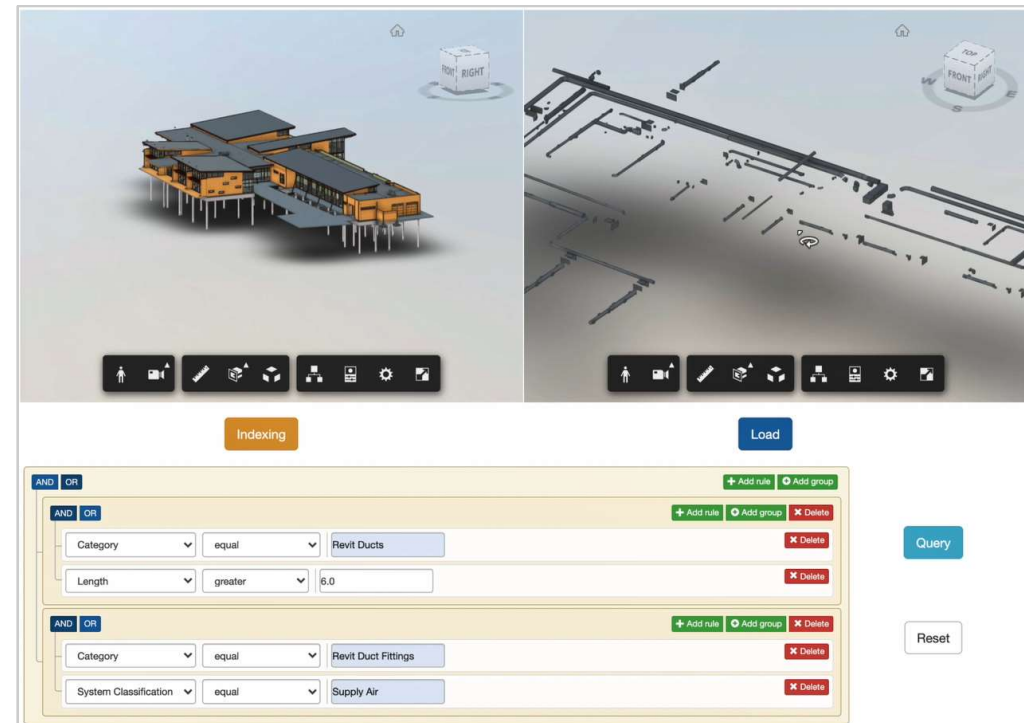 FRONT RIGHT
TOP
FRONT RIGHT
S
E
Indexing
Load
AND OR + Add rule Add group
AND OR + Add rule Add group × Delete
Category equal Revit Ducts × Delete
Length greater 6.0 × Delete
Query
AND OR + Add rule Add group × Delete
Category equal Revit Duct Fittings × Delete
System Classification equal Supply Air × Delete
Reset